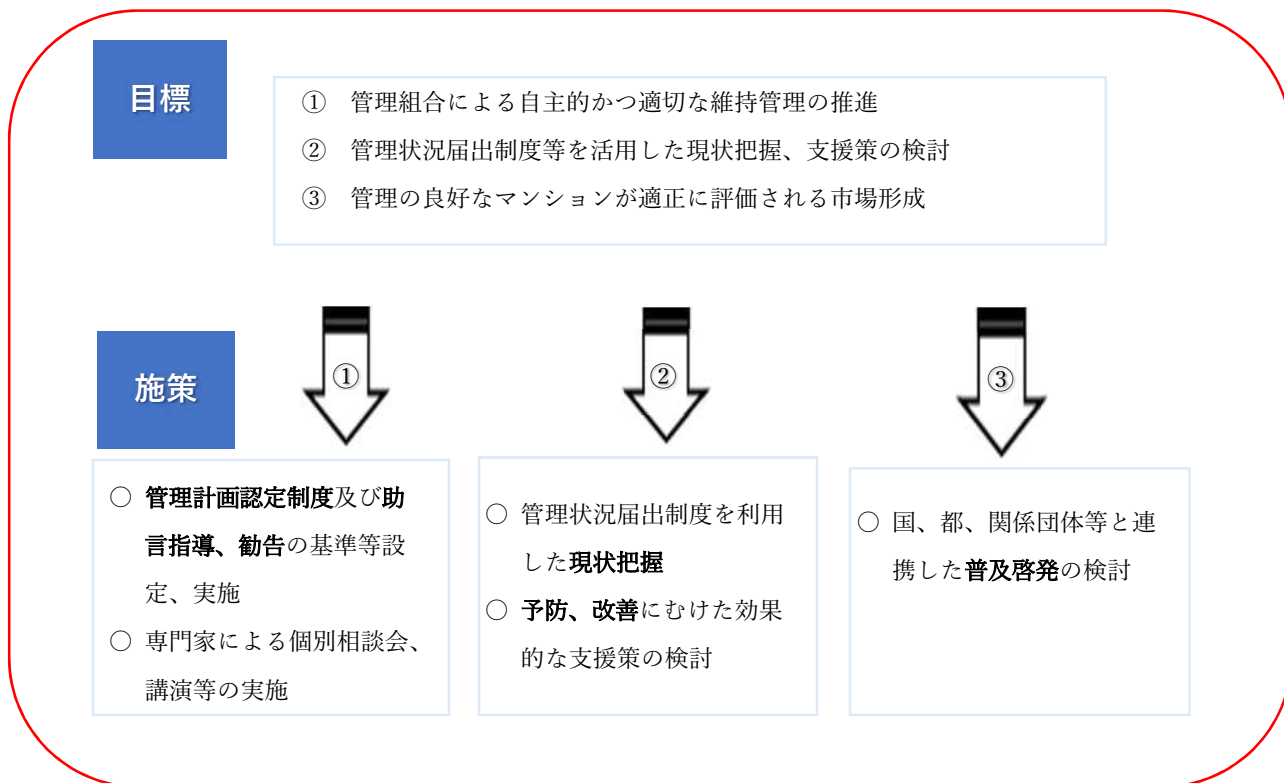 目標
① 管理組合による自主的かつ適切な維持管理の推進
② 管理状況届出制度等を活用した現状把握、支援策の検討
③ 管理の良好なマンションが適正に評価される市場形成
施策
①
②
③
○ 管理計画認定制度及び助
言指導、勧告の基準等設
定、実施
○ 専門家による個別相談会、
講演等の実施
○ 管理状況届出制度を利用
した現状把握
○ 予防、改善にむけた効果
的な支援策の検討
○ 国、都、関係団体等と連
携した普及啓発の検討